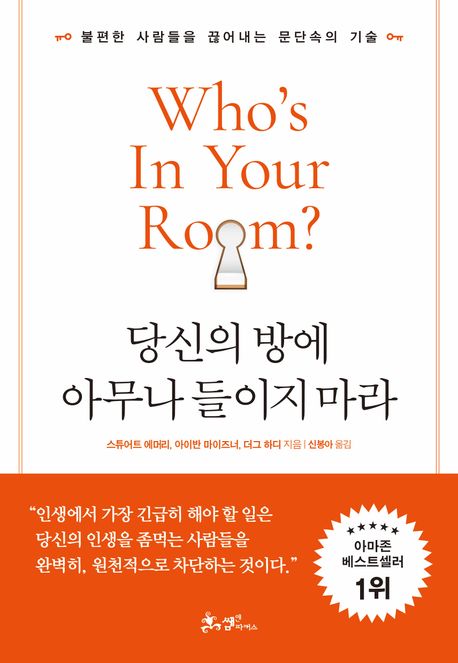 불편한 사람들을 끊어내는 문단속의 기술
Who's
In Your
Room?
당신의 방에
아무나 들이지 마라
스튜어트 에머리, 아이반 마이즈너, 더그 하디 지음 | 신봉아 옮김
“인생에서 가장 긴급히 해야 할 일은
당신의 인생을 좀먹는 사람들을
완벽히, 원천적으로 차단하는 것이다.”
아마존
베스트셀러
1위
쌤앤파커스